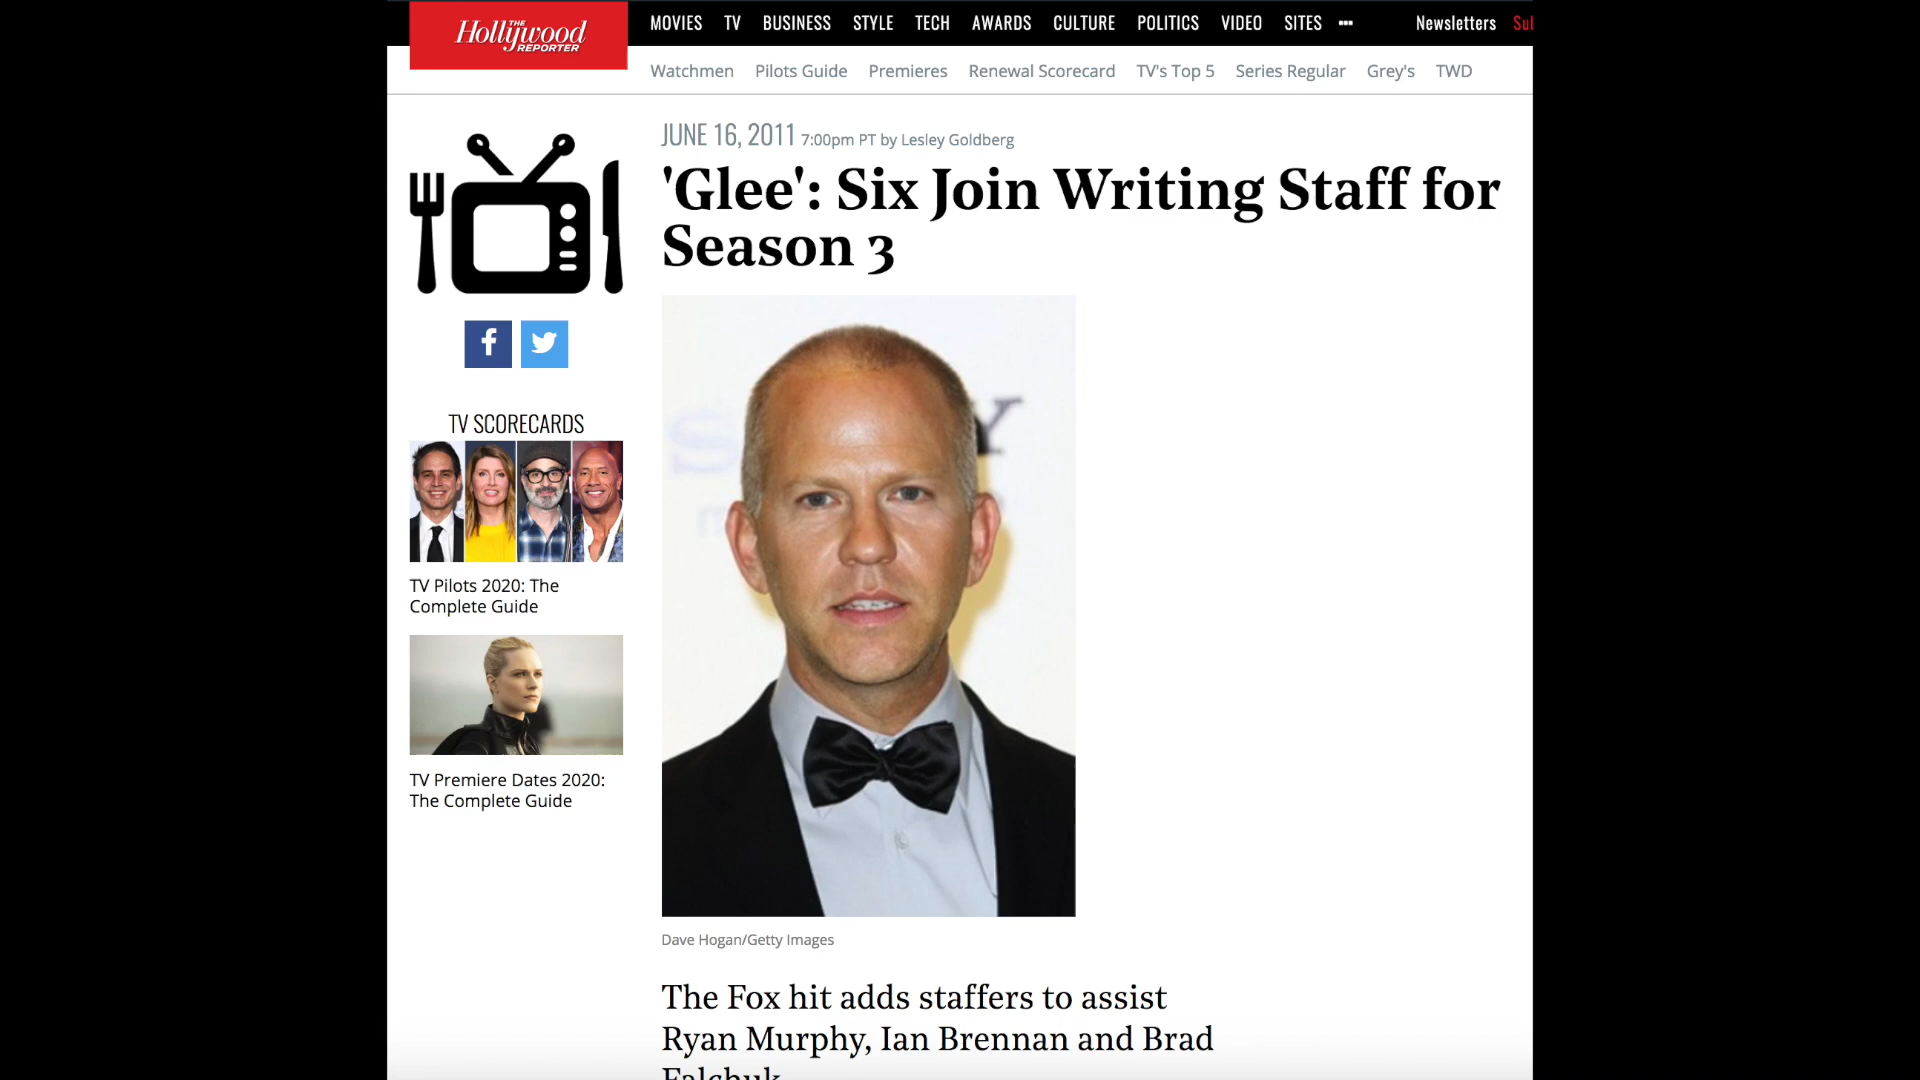 THE
Hollywood
REPORTER
MOVIES TV BUSINESS STYLE TECH AWARDS CULTURE POLITICS VIDEO SITES ••• Newsletters
Watchmen Pilots Guide Premieres Renewal Scorecard TV's Top 5 Series Regular Grey's TWD
JUNE 16, 2011 7:00pm PT by Lesley Goldberg
'Glee': Six Join Writing Staff for
Season 3
TV SCORECARDS
TV Pilots 2020: The
Complete Guide
TV Premiere Dates 2020:
The Complete Guide
Dave Hogan/Getty Images
The Fox hit adds staffers to assist
Ryan Murphy, Ian Brennan and Brad
Falchuk